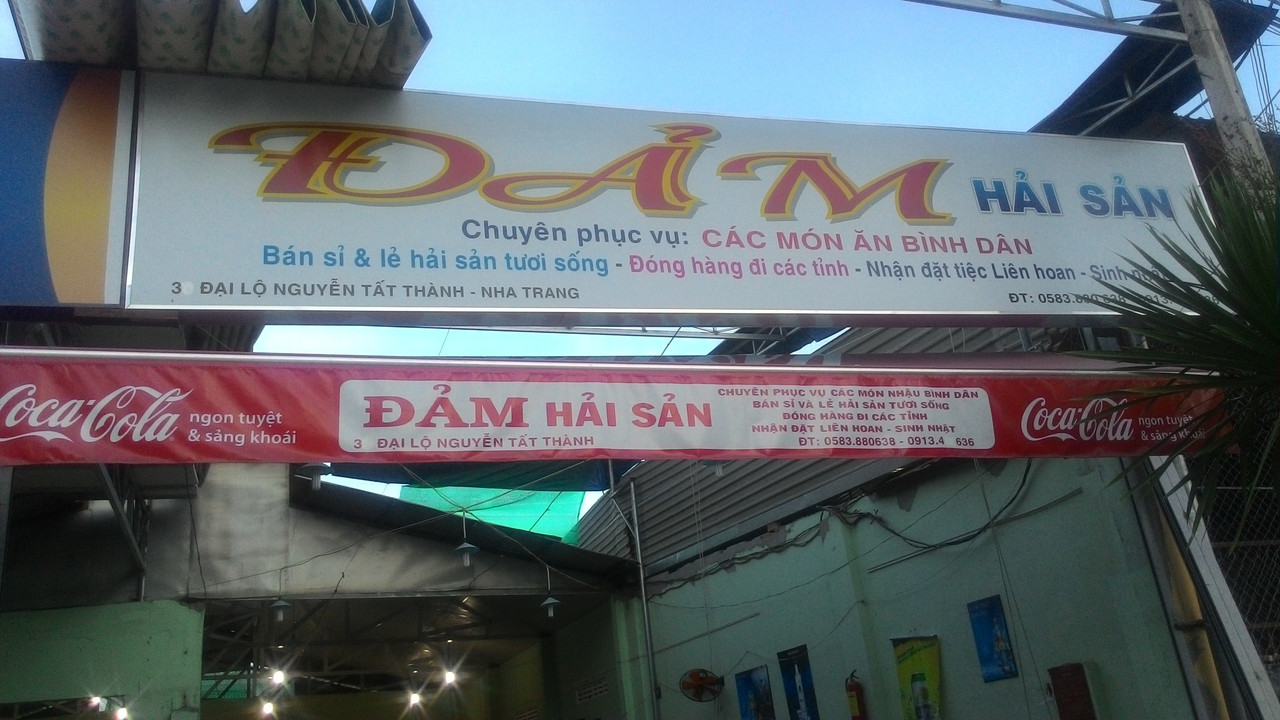 ĐẢM HẢI SẢN
Chuyên phục vụ: CÁC MÓN ĂN BÌNH DÂN
Bán sỉ & lẻ hải sản tươi sống - Đóng hàng đi các tỉnh - Nhận đặt tiệc Liên hoan - Sinh
3 ĐẠI LỘ NGUYỄN TẤT THÀNH - NHA TRANG
ĐT: 0583.880
Coca-Cola
ngon tuyệt
& sảng khoái
ĐẢM HẢI SẢN
3 ĐẠI LỘ NGUYỄN TẤT THÀNH
CHUYÊN PHỤC VỤ CÁC MÓN NHẬU BÌNH DÂN
BÁN SỈ VÀ LẺ HẢI SẢN TƯƠI SỐNG
ĐÓNG HÀNG ĐI CÁC TỈNH
NHẬN ĐẶT LIÊN HOAN - SINH NHẬT
ĐT: 0583.880638 - 0913.4 636
Coca-Cola
ngon tuyệt
& sảng khoái